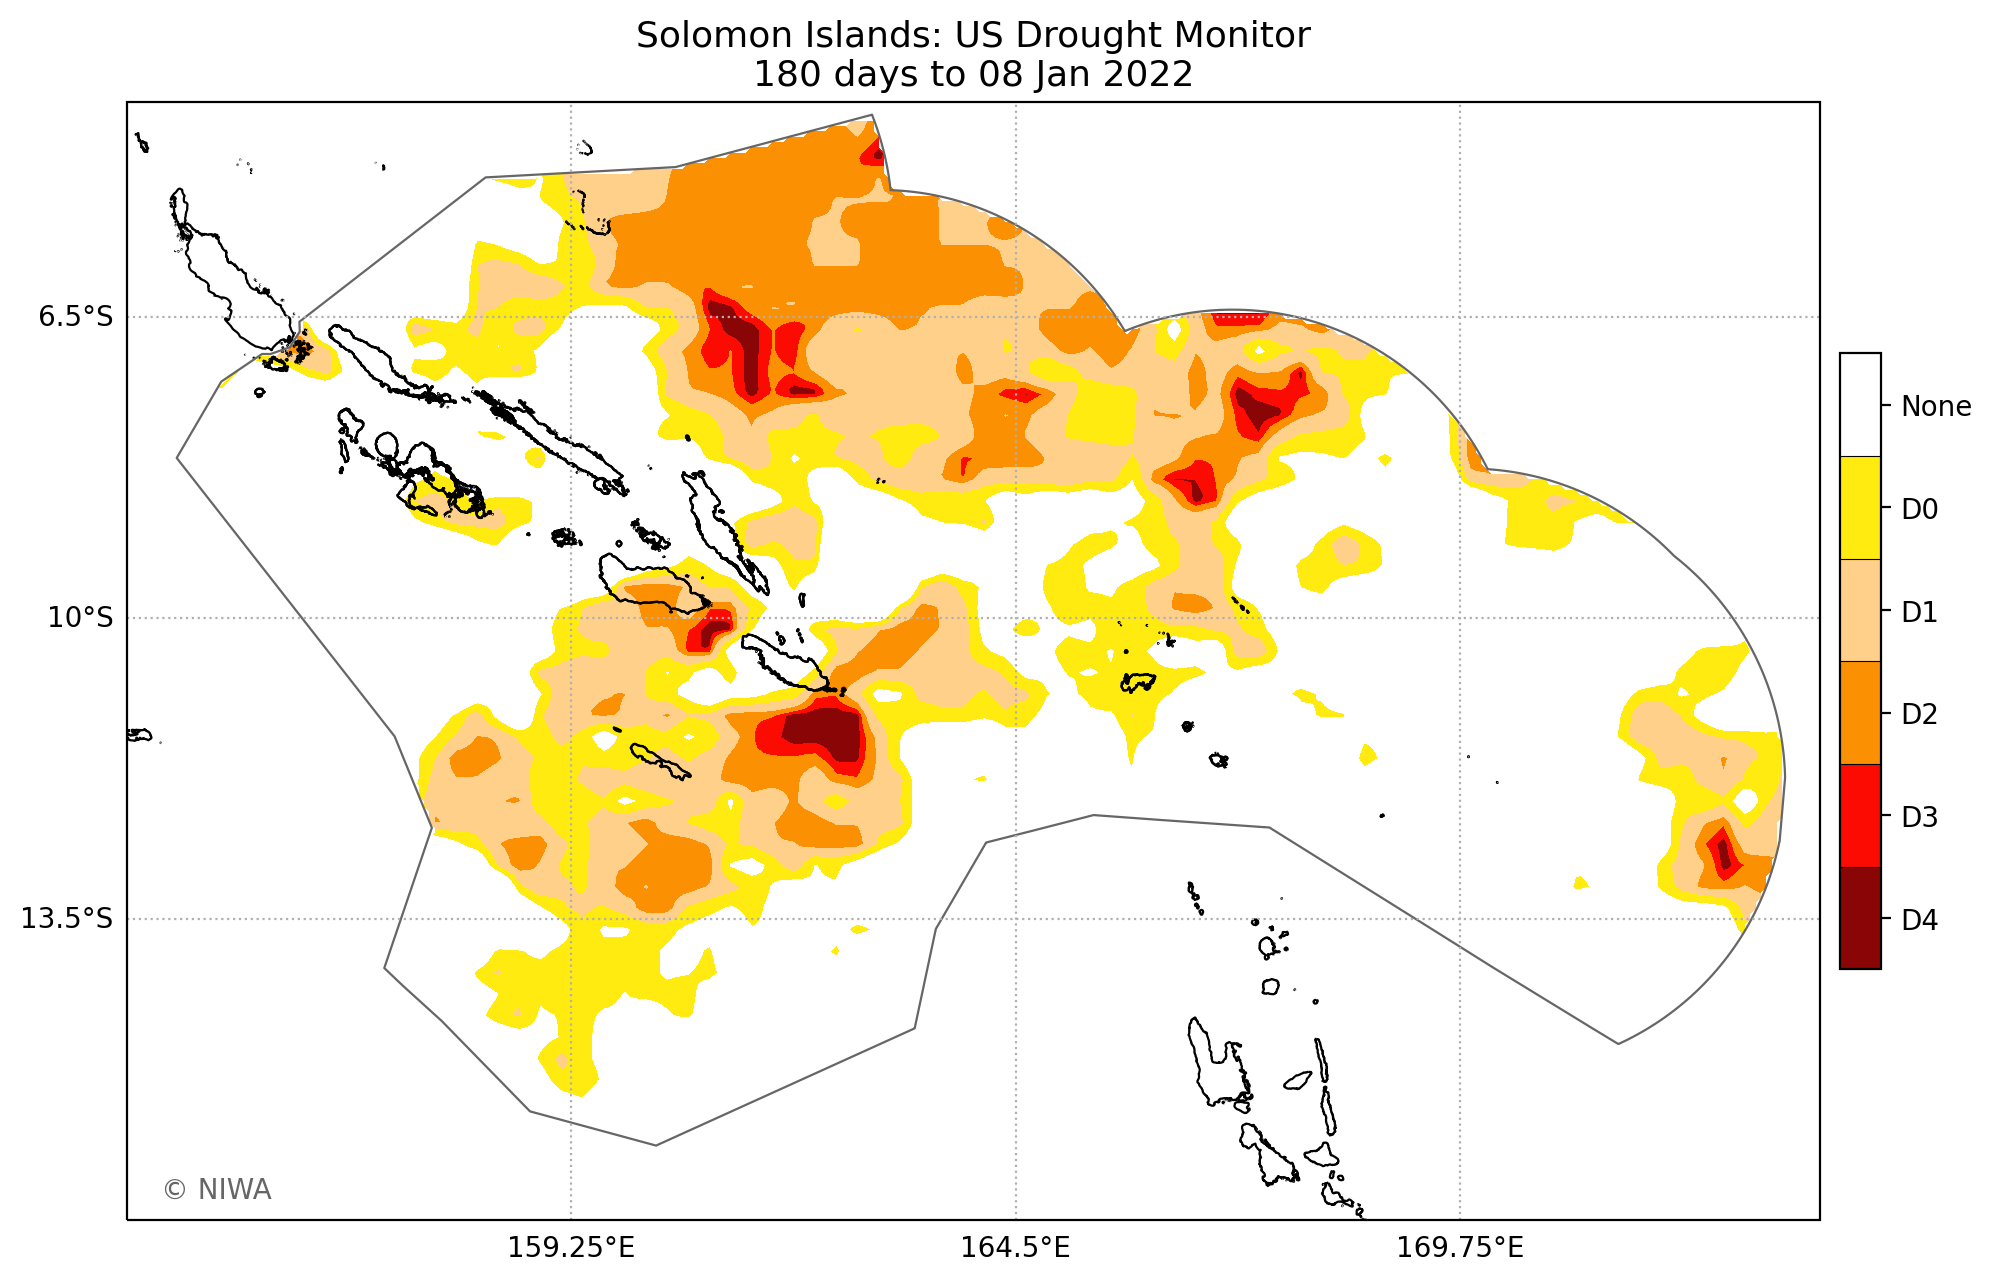 Solomon Islands: US Drought Monitor
180 days to 08 Jan 2022
6.5°S
10°S
13.5°S
159.25°E
164.5°E
169.75°E
None
D0
D1
D2
D3
D4
© NIWA